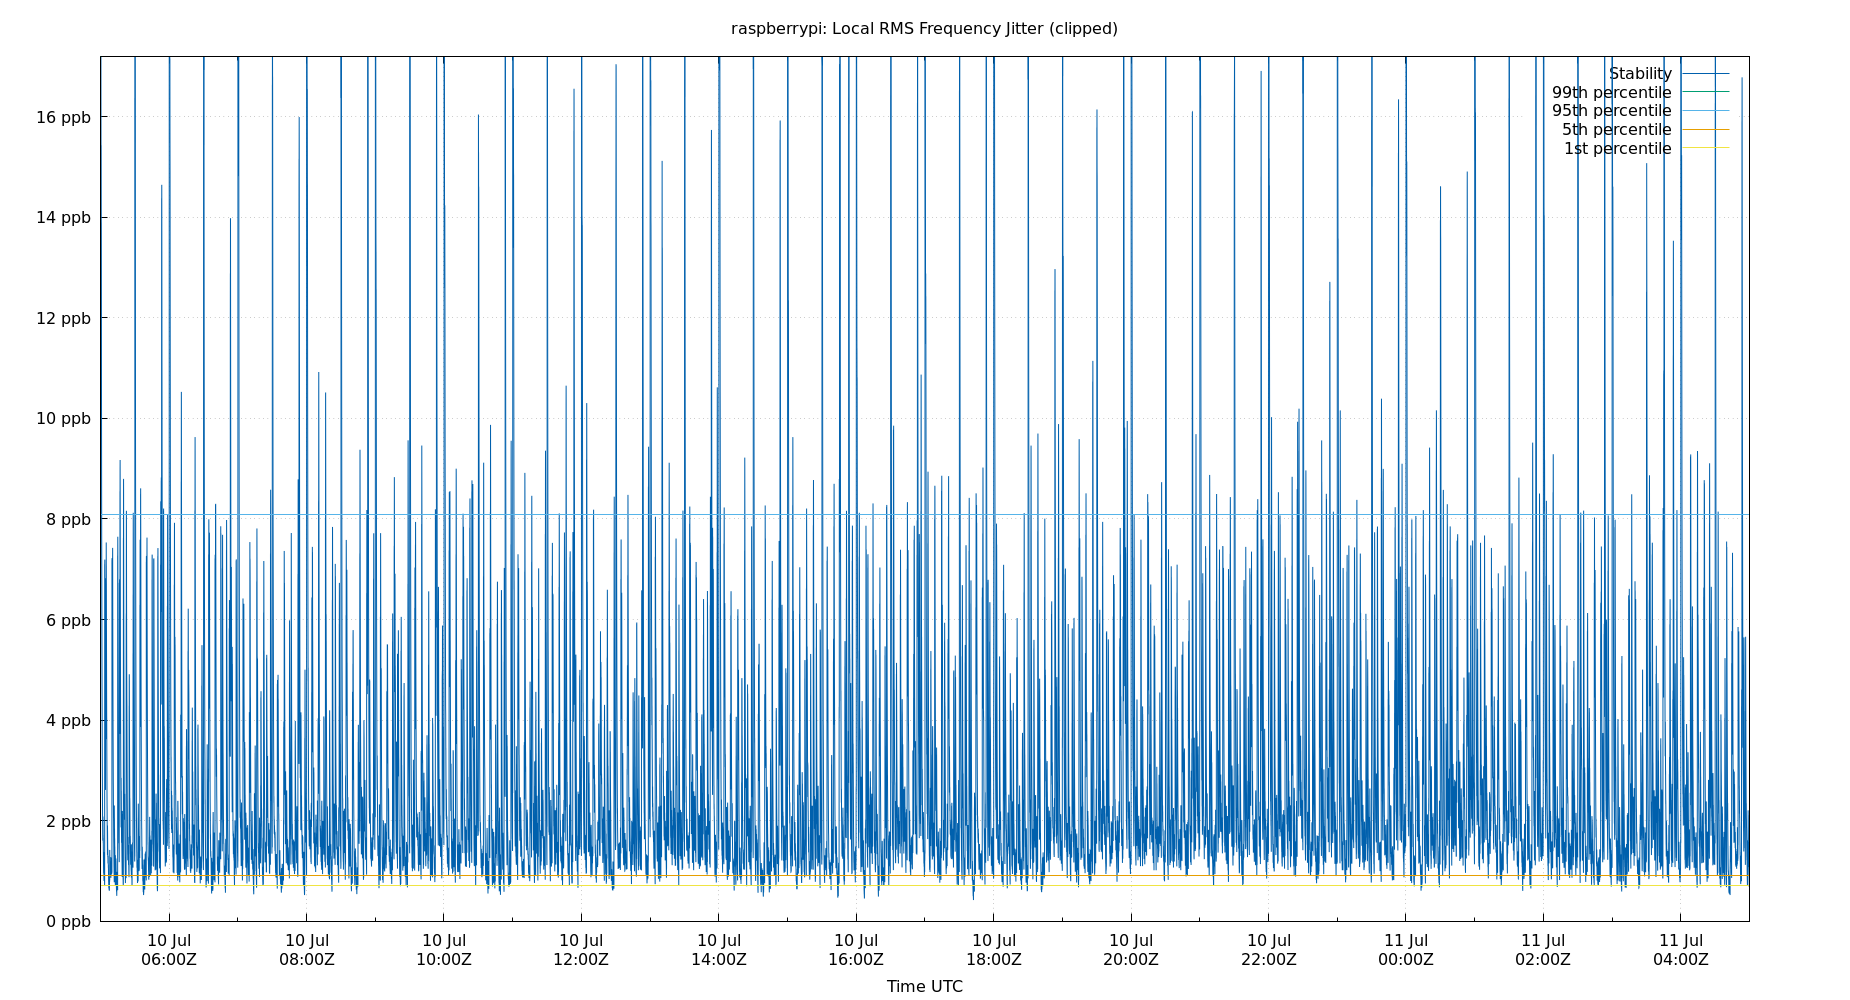 raspberrypi: Local RMS Frequency Jitter (clipped)
Stability
99th percentile
95th percentile
5th percentile
1st percentile
16 ppb
14 ppb
12 ppb
10 ppb
8 ppb
6 ppb
4 ppb
2 ppb
0 ppb
10 Jul 10 Jul 10 Jul 10 Jul 10 Jul 10 Jul 10 Jul 10 Jul 10 Jul 11 Jul 11 Jul 11 Jul
06:00Z 08:00Z 10:00Z 12:00Z 14:00Z 16:00Z 18:00Z 20:00Z 22:00Z 00:00Z 02:00Z 04:00Z
Time UTC